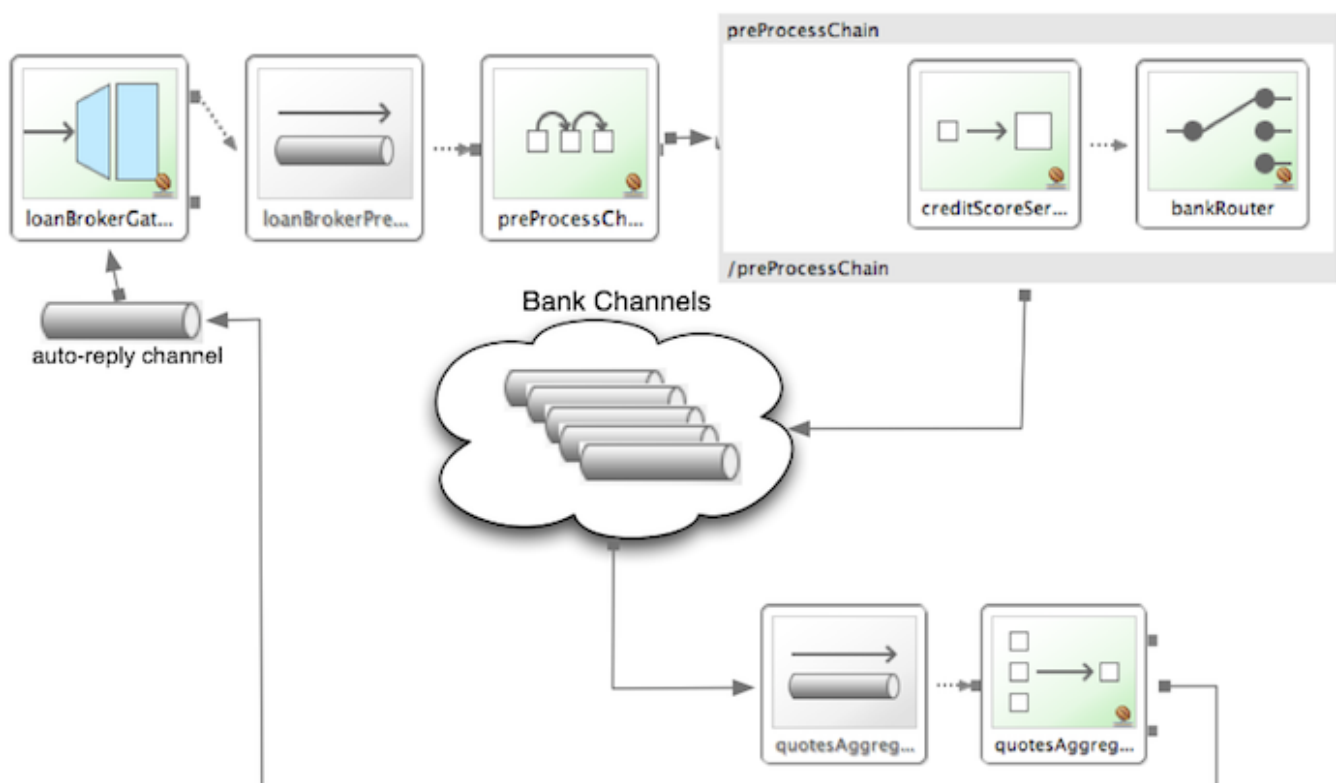 preProcessChain
loanBrokerGat...
loanBrokerPre...
preProcessCh...
creditScoreSer...
bankRouter
/preProcessChain
Bank Channels
auto-reply channel
quotesAggreg...
quotesAggreg...